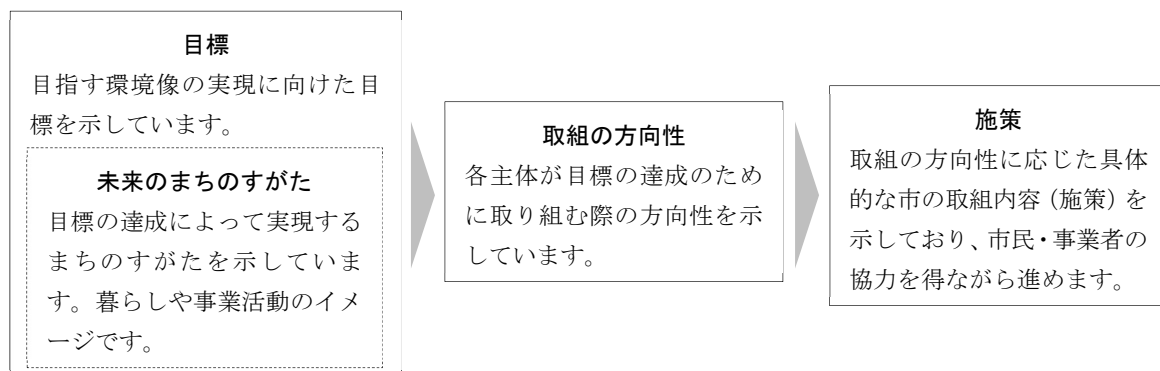 目標
目指す環境像の実現に向けた目
標を示しています。
未来のまちのすがた
目標の達成によって実現する
まちのすがたを示していま
す。暮らしや事業活動のイメ
ージです。
取組の方向性
各主体が目標の達成のため
に取り組む際の方向性を示
しています。
施策
取組の方向性に応じた具体
的な市の取組内容（施策）を
示しており、市民・事業者の
協力を得ながら進めます。